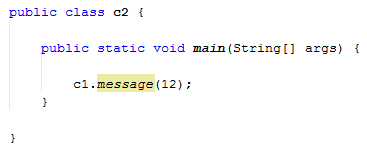 public class c2 {
public static void main(String[] args) {
c1.message(12);
}
}